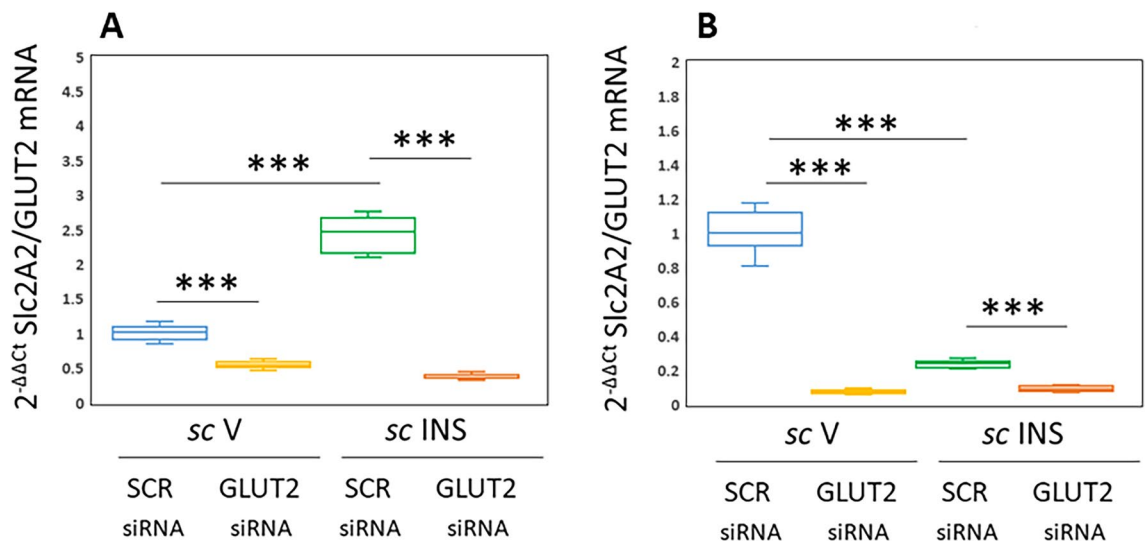 A
2-ΔΔCt Slc2A2/GLUT2 mRNA
5
4.5
4
3.5
3
2.5
2
1.5
1
0.5
0
***
***
***
sc V
sc INS
SCR siRNA
GLUT2 siRNA
SCR siRNA
GLUT2 siRNA
B
2-ΔΔCt Slc2A2/GLUT2 mRNA
2
1.8
1.6
1.4
1.2
1
0.8
0.6
0.4
0.2
0
***
***
***
sc V
sc INS
SCR siRNA
GLUT2 siRNA
SCR siRNA
GLUT2 siRNA